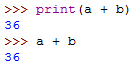 >>> print(a + b)
36
>>> a + b
36